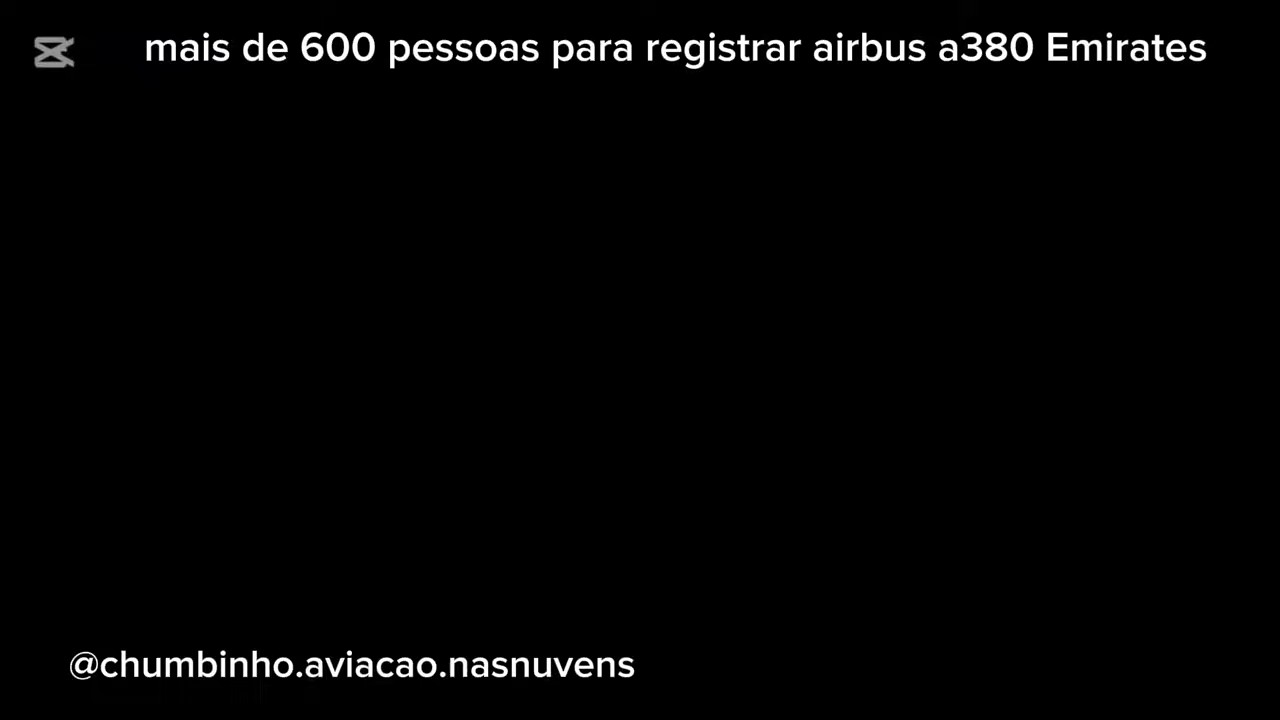 mais de 600 pessoas para registrar airbus a380 Emirates
@chumbinho.aviacao.nasnuvens